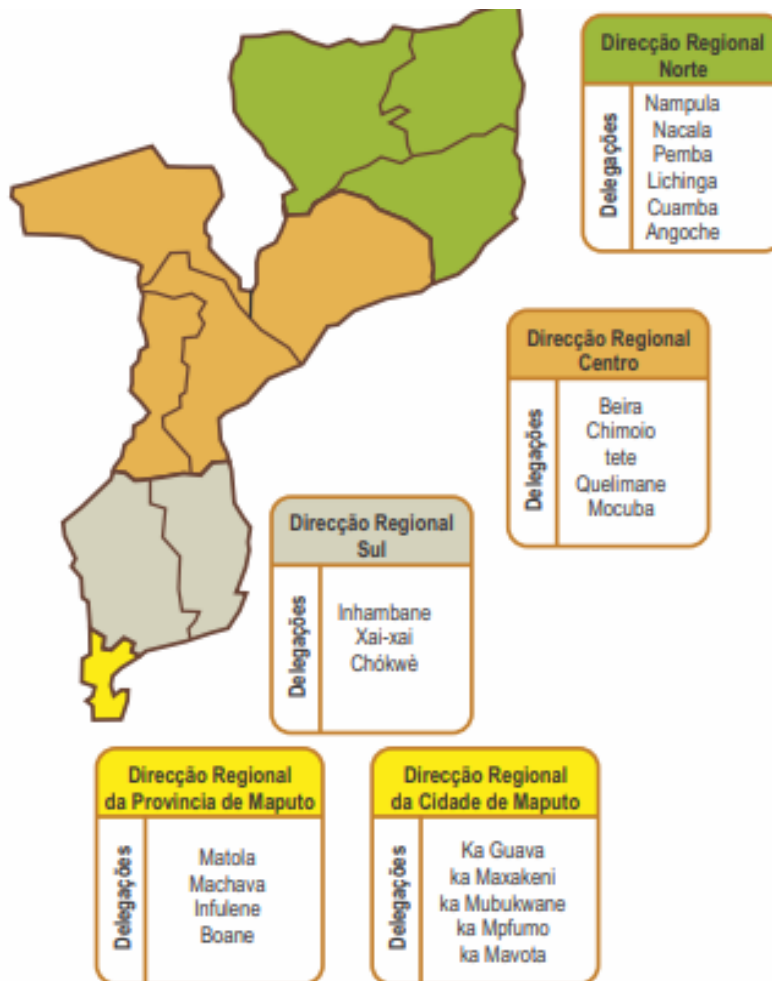 Direcção Regional
Norte
Delegações
Nampula
Nacala
Pemba
Lichinga
Cuamba
Angoche
Direcção Regional
Centro
Delegações
Beira
Chimoio
tete
Quelimane
Mocuba
Direcção Regional
Sul
Delegações
Inhambane
Xai-xai
Chókwè
Direcção Regional
da Provincia de Maputo
Delegações
Matola
Machava
Infulene
Boane
Direcção Regional
da Cidade de Maputo
Delegações
Ka Guava
ka Maxakeni
ka Mubukwane
ka Mpfumo
ka Mavota